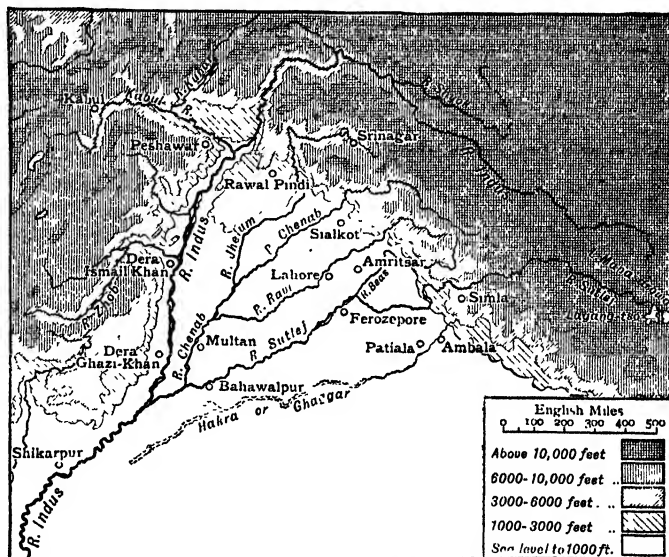 Kabul
Kabul
R.
R. Shyok
R. Indus
Peshawar
Srinagar
Rawal Pindi
R. Indus
R. Jhelum
R. Chenab
Sialkot
Dera
Ismail Khan
R. Zhob
Lahore
Amritsar
R. Ravi
R. Beas
Simla
R. Sutlej
Ferozepore
Dera
Ghazi-Khan
R. Chenab
Multan
R. Sutlej
Patiala
Ambala
Bahawalpur
Hakra or Ghaggar
Shikarpur
R. Indus
English Miles
0 100 200 300 400 500
Above 10,000 feet
6000-10,000 feet ..
3000-6000 feet . ..
1000-3000 feet ..
Sea level to 1000 ft.